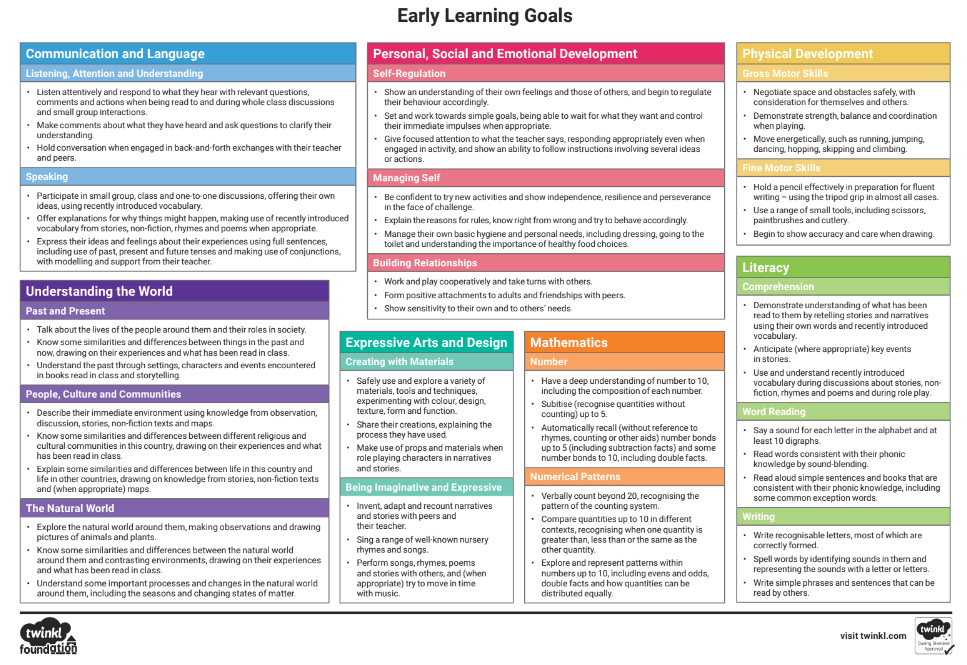 Early Learning Goals
Communication and Language
Listening, Attention and Understanding
• Listen attentively and respond to what they hear with relevant questions,
comments and actions when being read to and during whole class discussions
and small group interactions.
• Make comments about what they have heard and ask questions to clarify their
understanding.
• Hold conversation when engaged in back-and-forth exchanges with their teacher
and peers.
Speaking
• Participate in small group, class and one-to-one discussions, offering their own
ideas, using recently introduced vocabulary.
• Offer explanations for why things might happen, making use of recently introduced
vocabulary from stories, non-fiction, rhymes and poems when appropriate.
• Express their ideas and feelings about their experiences using full sentences,
including use of past, present and future tenses and making use of conjunctions,
with modelling and support from their teacher.
Personal, Social and Emotional Development
Self-Regulation
• Show an understanding of their own feelings and those of others, and begin to regulate
their behaviour accordingly.
• Set and work towards simple goals, being able to wait for what they want and control
their immediate impulses when appropriate.
• Give focused attention to what the teacher says, responding appropriately even when
engaged in activity, and show an ability to follow instructions involving several ideas
or actions.
Managing Self
• Be confident to try new activities and show independence, resilience and perseverance
in the face of challenge.
• Explain the reasons for rules, know right from wrong and try to behave accordingly.
• Manage their own basic hygiene and personal needs, including dressing, going to the
toilet and understanding the importance of healthy food choices.
Building Relationships
• Work and play cooperatively and take turns with others.
• Form positive attachments to adults and friendships with peers.
• Show sensitivity to their own and to others' needs.
Physical Development
Gross Motor Skills
• Negotiate space and obstacles safely, with
consideration for themselves and others.
• Demonstrate strength, balance and coordination
when playing.
• Move energetically, such as running, jumping,
dancing, hopping, skipping and climbing.
Fine Motor Skills
• Hold a pencil effectively in preparation for fluent
writing – using the tripod grip in almost all cases.
• Use a range of small tools, including scissors,
paintbrushes and cutlery.
• Begin to show accuracy and care when drawing.
Understanding the World
Past and Present
• Talk about the lives of the people around them and their roles in society.
• Know some similarities and differences between things in the past and
now, drawing on their experiences and what has been read in class.
• Understand the past through settings, characters and events encountered
in books read in class and storytelling.
People, Culture and Communities
• Describe their immediate environment using knowledge from observation,
discussion, stories, non-fiction texts and maps.
• Know some similarities and differences between different religious and
cultural communities in this country, drawing on their experiences and what
has been read in class.
• Explain some similarities and differences between life in this country and
life in other countries, drawing on knowledge from stories, non-fiction texts
and (when appropriate) maps.
The Natural World
• Explore the natural world around them, making observations and drawing
pictures of animals and plants.
• Know some similarities and differences between the natural world
around them and contrasting environments, drawing on their experiences
and what has been read in class.
• Understand some important processes and changes in the natural world
around them, including the seasons and changing states of matter.
Expressive Arts and Design
Creating with Materials
• Safely use and explore a variety of
materials, tools and techniques,
experimenting with colour, design,
texture, form and function.
• Share their creations, explaining the
process they have used.
• Make use of props and materials when
role playing characters in narratives
and stories.
Being Imaginative and Expressive
• Invent, adapt and recount narratives
and stories with peers and
their teacher.
• Sing a range of well-known nursery
rhymes and songs.
• Perform songs, rhymes, poems
and stories with others, and (when
appropriate) try to move in time
with music.
Mathematics
Number
• Have a deep understanding of number to 10,
including the composition of each number.
• Subitise (recognise quantities without
counting) up to 5.
• Automatically recall (without reference to
rhymes, counting or other aids) number bonds
up to 5 (including subtraction facts) and some
number bonds to 10, including double facts.
Numerical Patterns
• Verbally count beyond 20, recognising the
pattern of the counting system.
• Compare quantities up to 10 in different
contexts, recognising when one quantity is
greater than, less than or the same as the
other quantity.
• Explore and represent patterns within
numbers up to 10, including evens and odds,
double facts and how quantities can be
distributed equally.
Literacy
Comprehension
• Demonstrate understanding of what has been
read to them by retelling stories and narratives
using their own words and recently introduced
vocabulary.
• Anticipate (where appropriate) key events
in stories.
• Use and understand recently introduced
vocabulary during discussions about stories, non-
fiction, rhymes and poems and during role play.
Word Reading
• Say a sound for each letter in the alphabet and at
least 10 digraphs.
• Read words consistent with their phonic
knowledge by sound-blending.
• Read aloud simple sentences and books that are
consistent with their phonic knowledge, including
some common exception words.
Writing
• Write recognisable letters, most of which are
correctly formed.
• Spell words by identifying sounds in them and
representing the sounds with a letter or letters.
• Write simple phrases and sentences that can be
read by others.
twinkl
foundation
visit twinkl.com
twinkl
Quality Standard
Approved